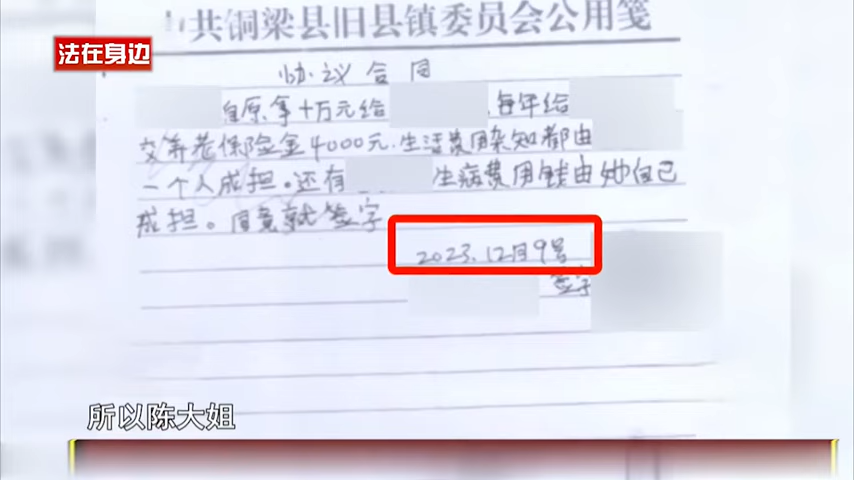 中共铜梁县旧县镇委员会公用笺
法在身边
协议合同
自原拿十万元给 每年给
交养老保险金4000元.生活费用杂知都由
一个人成担。还有 生病费用钱由她自已
成担。同意就签字
2023.12月9号
签字
所以陈大姐